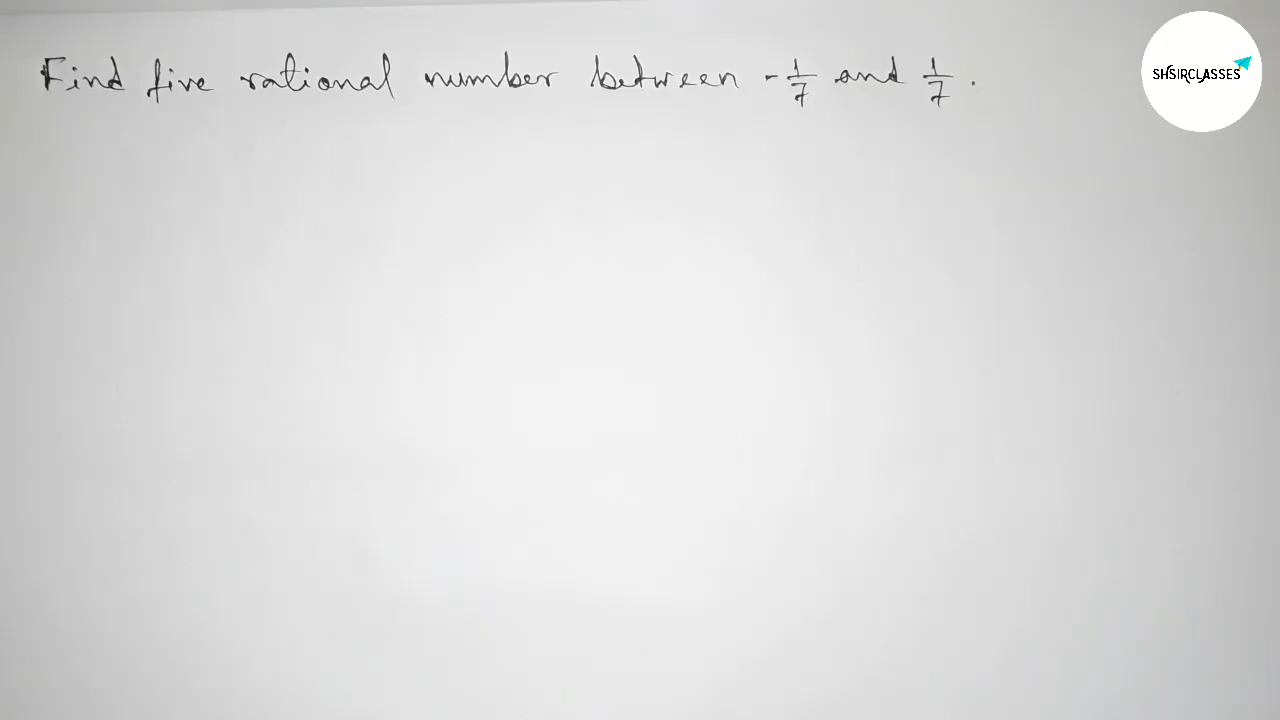 Find five rational number between -1/7 and 1/7.
SHSIRCLASSES